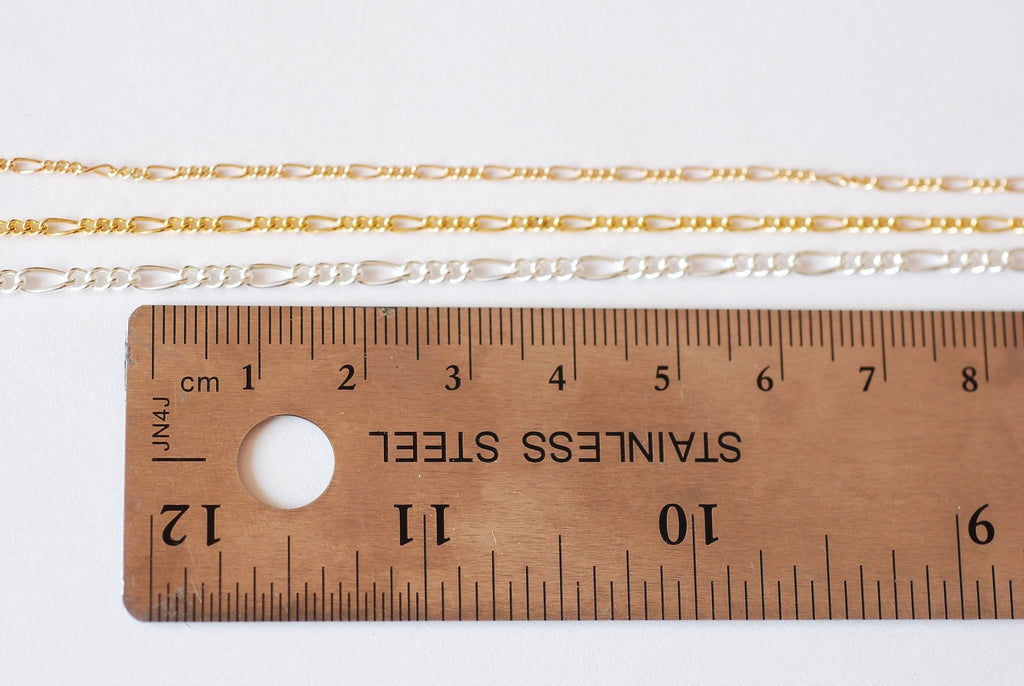 cm 1 2 3 4 5 6 7 8
JN4J
STAINLESS STEEL
12 11 10 9